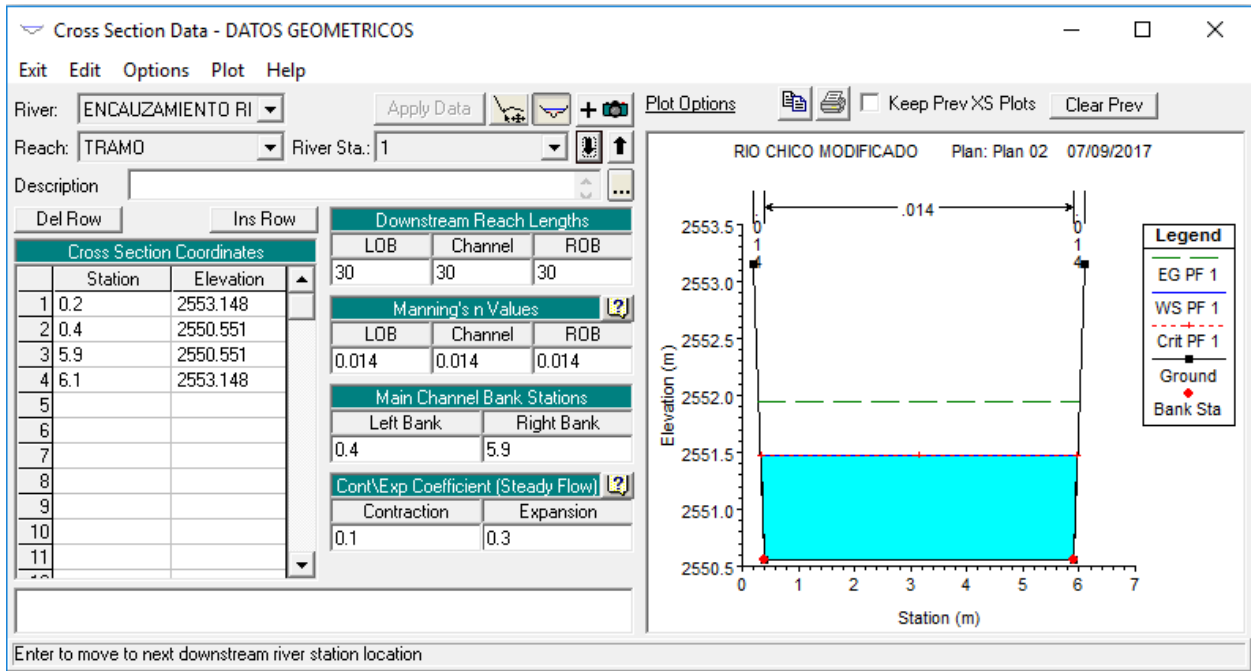 Cross Section Data - DATOS GEOMETRICOS
Exit Edit Options Plot Help
River: ENCAUZAMIENTO RI
Apply Data
Reach: TRAMO
River Sta.: 1
Description
...
Del Row Ins Row
Cross Section Coordinates
Station Elevation
1 0.2 2553.148
2 0.4 2550.551
3 5.9 2550.551
4 6.1 2553.148
5
6
7
8
9
10
11
Downstream Reach Lengths
LOB Channel ROB
30 30 30
Manning's n Values
LOB Channel ROB
0.014 0.014 0.014
Main Channel Bank Stations
Left Bank Right Bank
0.4 5.9
Cont\Exp Coefficient (Steady Flow)
Contraction Expansion
0.1 0.3
Plot Options
Keep Prev XS Plots
Clear Prev
RIO CHICO MODIFICADO Plan: Plan 02 07/09/2017
.014
.014
.014
2553.5
2553.0
2552.5
2552.0
2551.5
2551.0
2550.5
Elevation (m)
0 1 2 3 4 5 6 7
Station (m)
Legend
EG PF 1
WS PF 1
Crit PF 1
Ground
Bank Sta
Enter to move to next downstream river station location